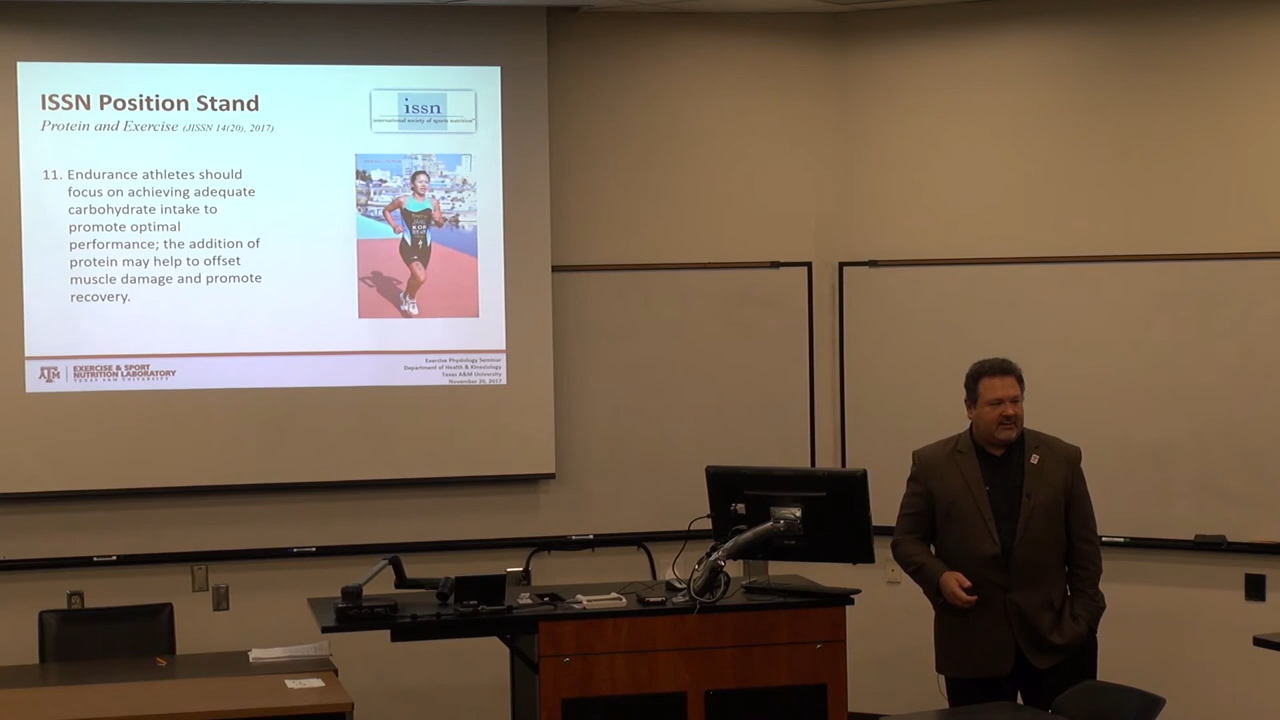 ISSN Position Stand
Protein and Exercise (JISSN 14(20), 2017)
issn
international society of sports nutrition
11. Endurance athletes should
focus on achieving adequate
carbohydrate intake to
promote optimal
performance; the addition of
protein may help to offset
muscle damage and promote
recovery.
KOR
ATM
EXERCISE & SPORT
NUTRITION LABORATORY
TEXAS A&M UNIVERSITY
Exercise Physiology Seminar
Department of Health & Kinesiology
Texas A&M University
November 20, 2017